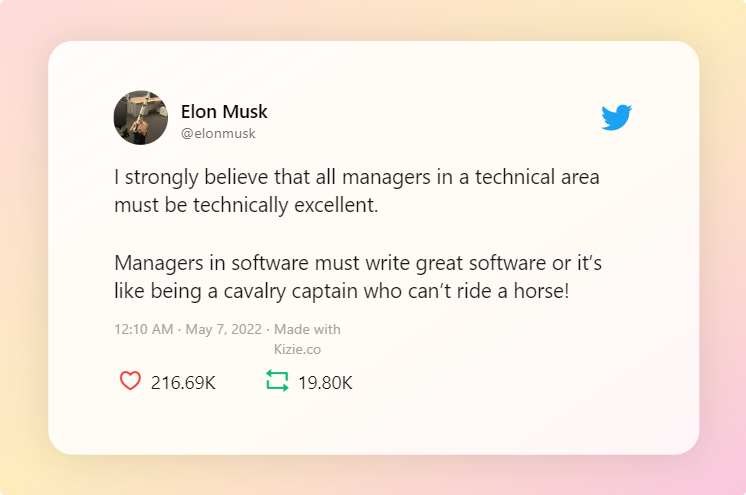 Elon Musk
@elonmusk
I strongly believe that all managers in a technical area
must be technically excellent.
Managers in software must write great software or it’s
like being a cavalry captain who can’t ride a horse!
12:10 AM · May 7, 2022 · Made with
Kizie.co
216.69K 19.80K